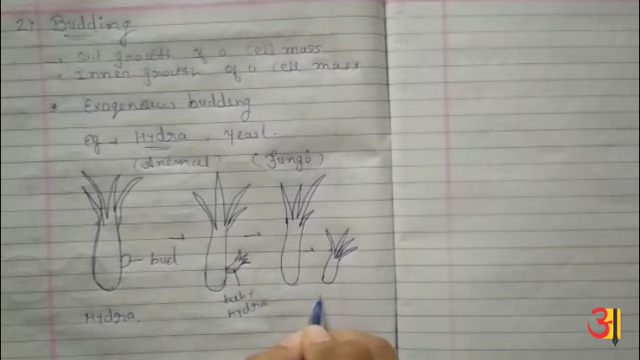 2) Budding
. Out growth of a cell mass
. Inner growth of a cell mass
* Exogenous budding
Eg → Hydra, Yeast.
(Animal) (Fungi)
bud
baby
hydra
Hydra.